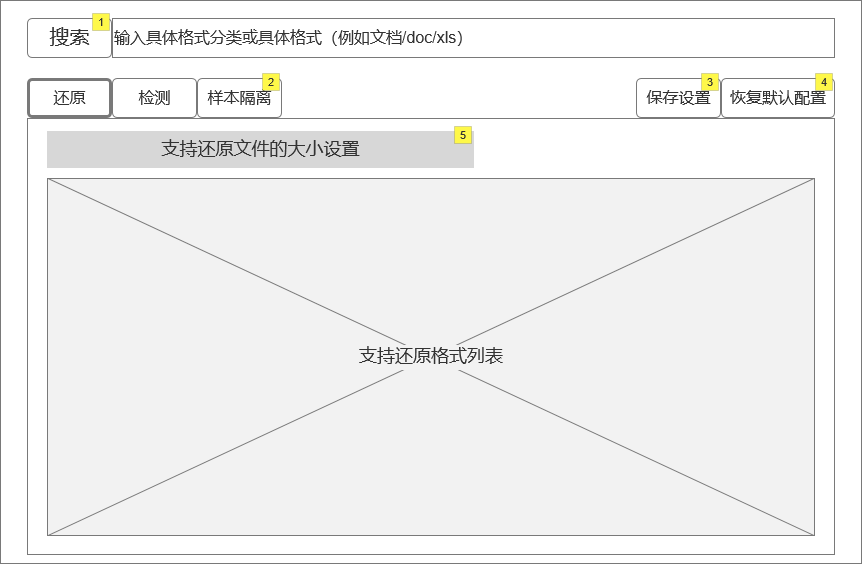 搜索 1 输入具体格式分类或具体格式（例如文档/doc/xls）
还原 检测 样本隔离 2 保存设置 3 恢复默认配置 4
支持还原文件的大小设置 5
支持还原格式列表